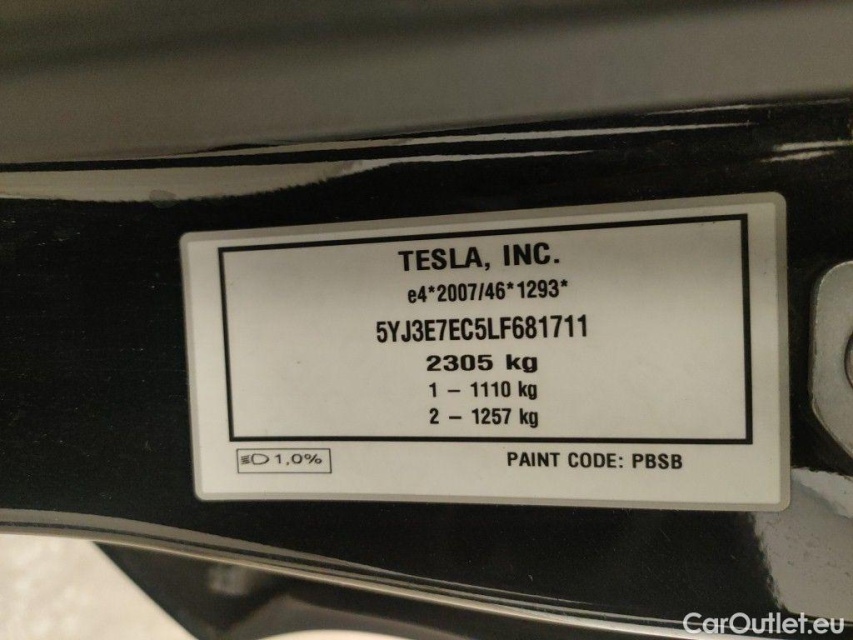 TESLA, INC.
e4*2007/46*1293*
5YJ3E7EC5LF681711
2305 kg
1 – 1110 kg
2 – 1257 kg
1,0%
PAINT CODE: PBSB
CarOutlet.eu